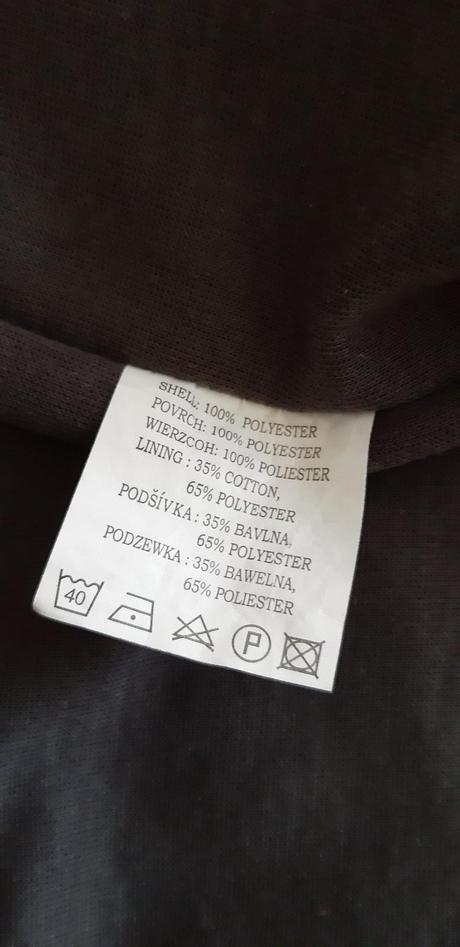 SHELL: 100% POLYESTER
POVRCH: 100% POLYESTER
WIERZCOH: 100% POLIESTER
LINING : 35% COTTON,
65% POLYESTER
PODŠÍVKA : 35% BAVLNA,
65% POLYESTER
PODZEWKA : 35% BAWELNA,
65% POLIESTER
40 P